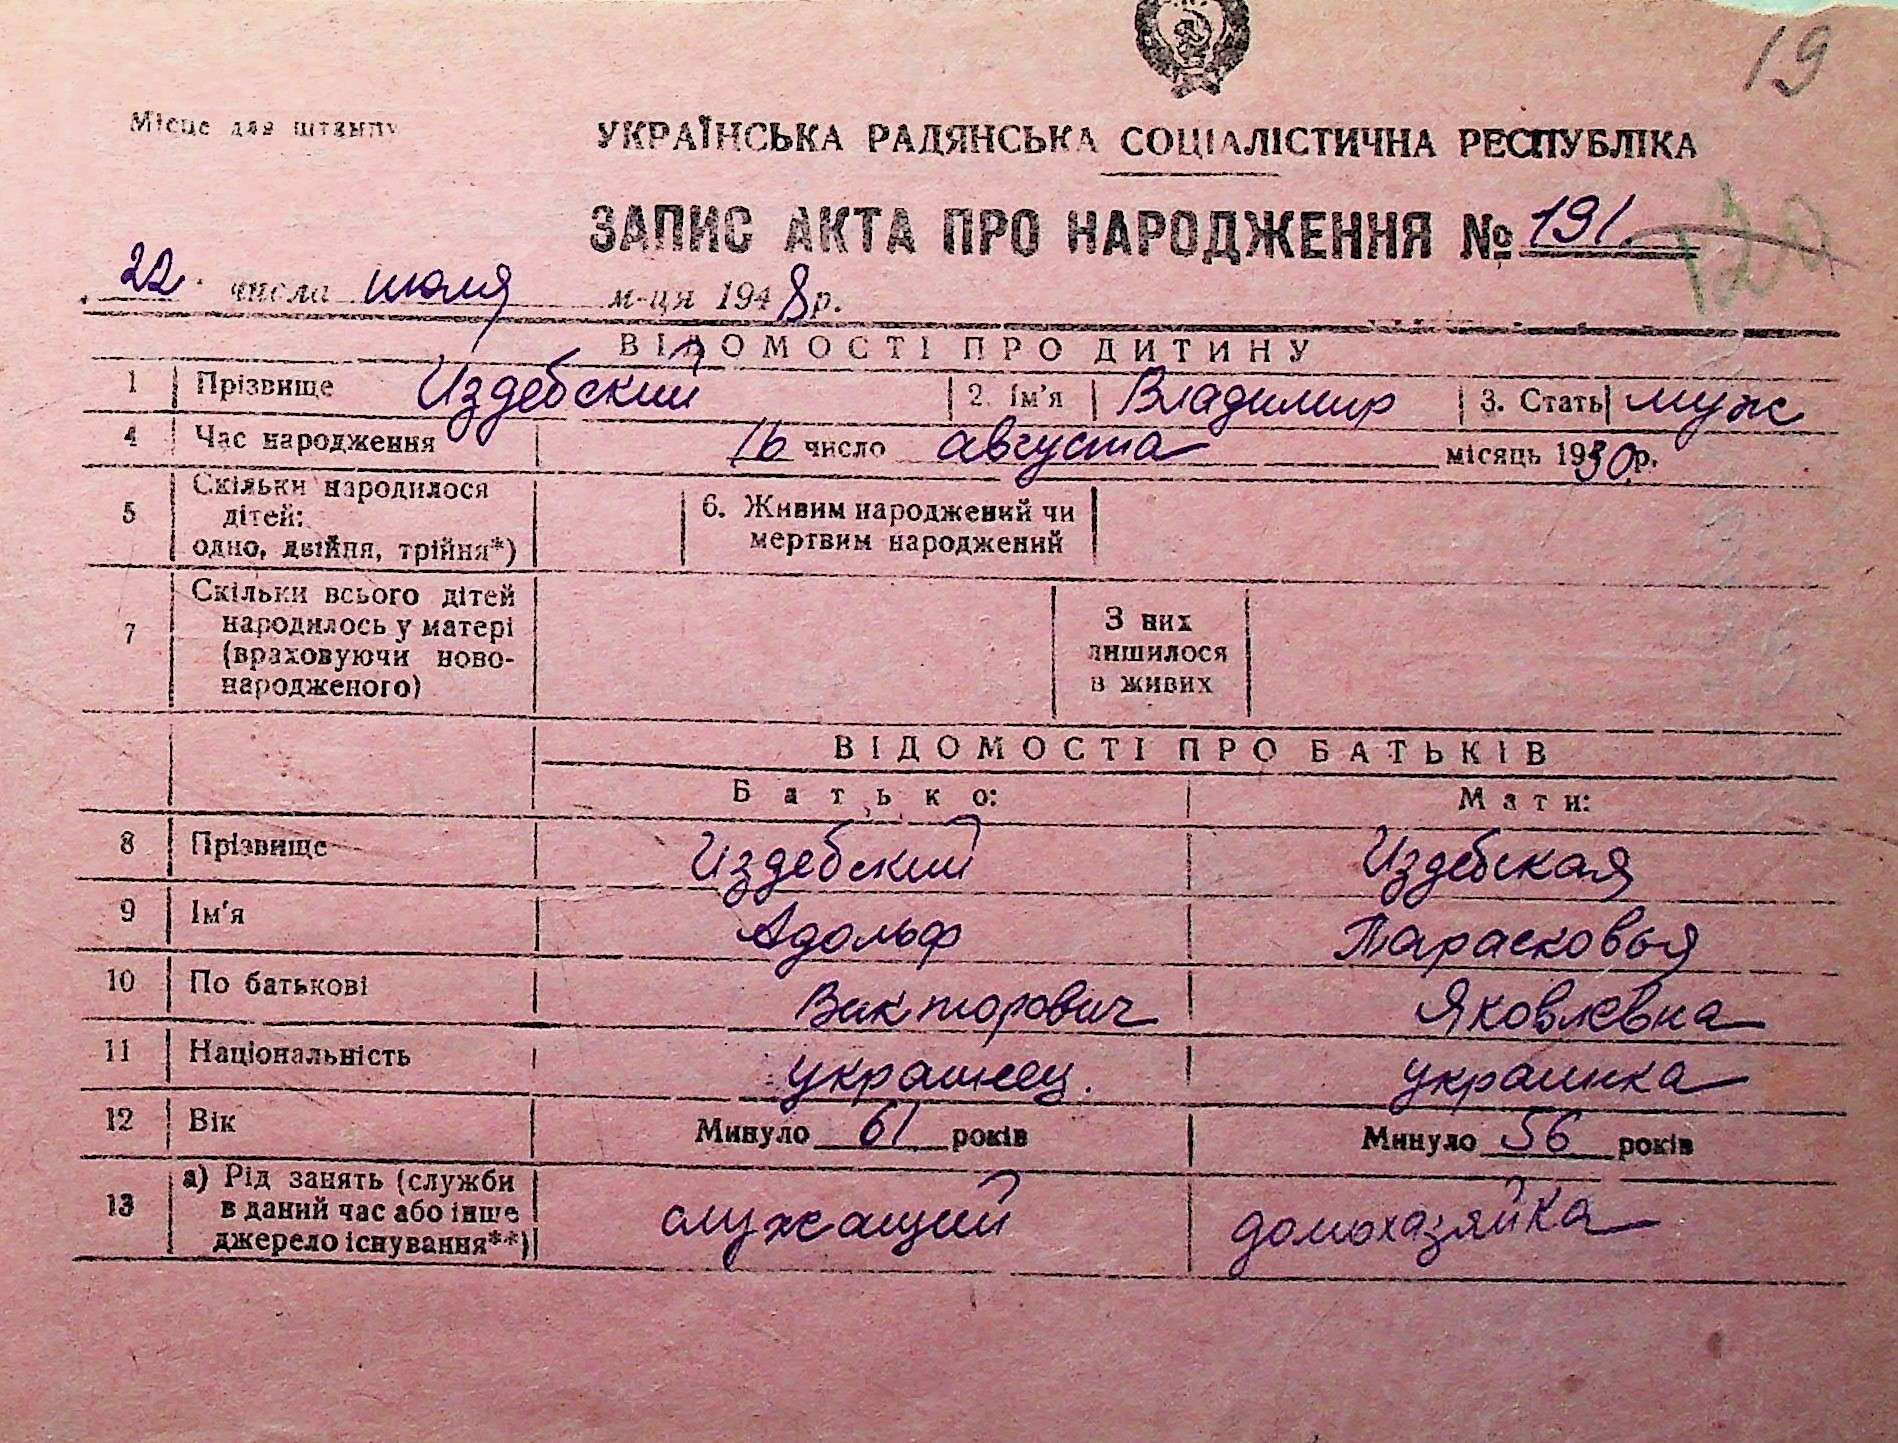 19
Місце для штампу
УКРАЇНСЬКА РАДЯНСЬКА СОЦІАЛІСТИЧНА РЕСПУБЛІКА
ЗАПИС АКТА ПРО НАРОДЖЕННЯ № 191. 120
22. числа июля м-ця 1948 р.
ВІДОМОСТІ ПРО ДИТИНУ
1 Прізвище Издебский 2. Ім'я Владимир 3. Стать муж
4 Час народження 16 число августа місяць 1930 р.
5 Скільки народилося
дітей:
одно, двійня, трійня*)
6. Живим народжений чи
мертвим народжений
7 Скільки всього дітей
народилось у матері
(враховуючи ново-
народженого)
З них
лишилося
в живих
ВІДОМОСТІ ПРО БАТЬКІВ
Батько: Мати:
8 Прізвище Издебский Издебская
9 Ім'я Адольф Парасковья
10 По батькові Викторович Яковлевна
11 Національність украинец. украинка
12 Вік Минуло 61 років Минуло 56 років
13 а) Рід занять (служби
в даний час або інше
джерело існування**)
служащий домохазяйка